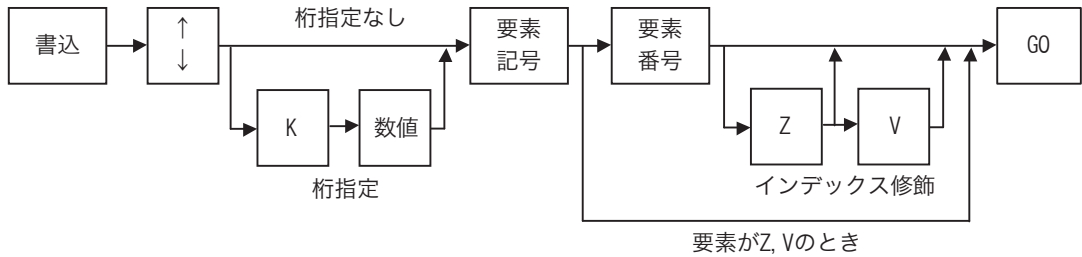 桁指定なし
書込
↑
↓
要素
記号
要素
番号
GO
K
数値
Z
V
桁指定
インデックス修飾
要素がZ, Vのとき